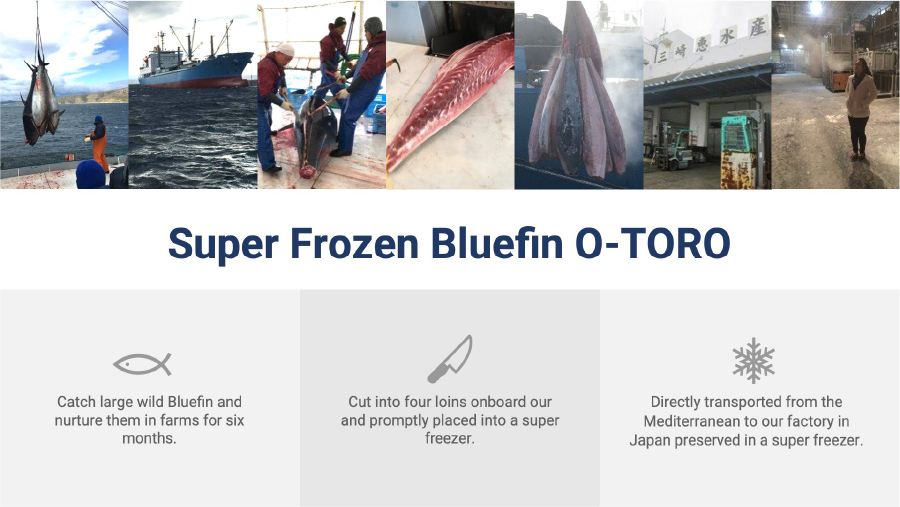 三崎恵水産
Super Frozen Bluefin O-TORO
Catch large wild Bluefin and
nurture them in farms for six
months.
Cut into four loins onboard our
and promptly placed into a super
freezer.
Directly transported from the
Mediterranean to our factory in
Japan preserved in a super freezer.